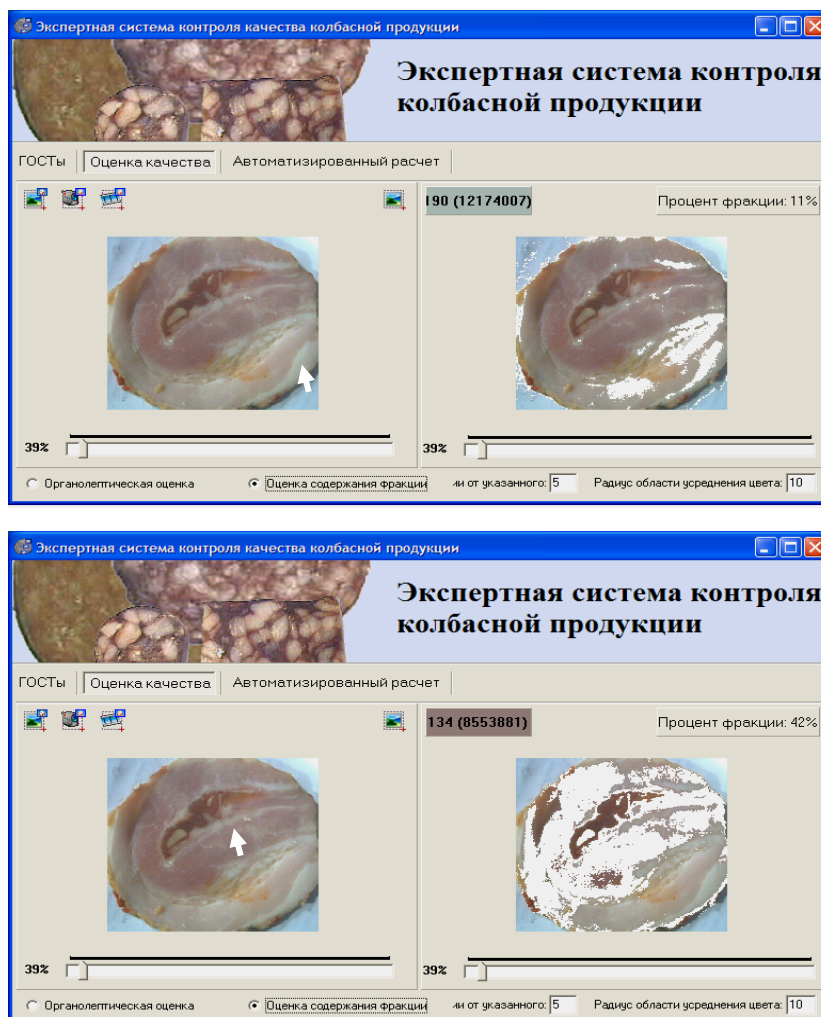 Экспертная система контроля качества колбасной продукции
Экспертная система контроля
колбасной продукции
ГОСТы Оценка качества Автоматизированный расчет
190 (12174007) Процент фракции: 11%
39% 39%
Органолептическая оценка Оценка содержания фракции ли от указанного: 5 Радиус области усреднения цвета: 10
Экспертная система контроля качества колбасной продукции
Экспертная система контроля
колбасной продукции
ГОСТы Оценка качества Автоматизированный расчет
134 (8553881) Процент фракции: 42%
39% 39%
Органолептическая оценка Оценка содержания фракции ли от указанного: 5 Радиус области усреднения цвета: 10